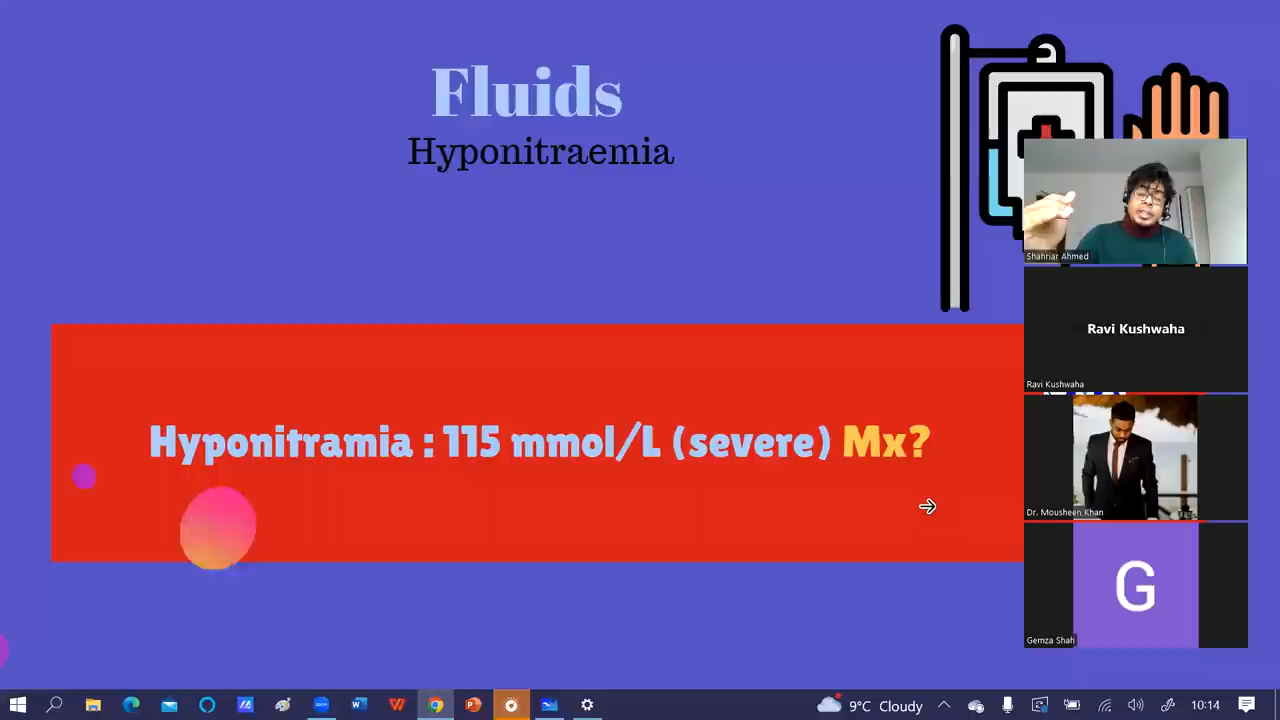 Fluids
Hyponitraemia
Hyponitramia : 115 mmol/L (severe) Mx?
Shahriar Ahmed
Ravi Kushwaha
Ravi Kushwaha
Dr. Mousheen Khan
G
Gemza Shah
9°C Cloudy
10:14